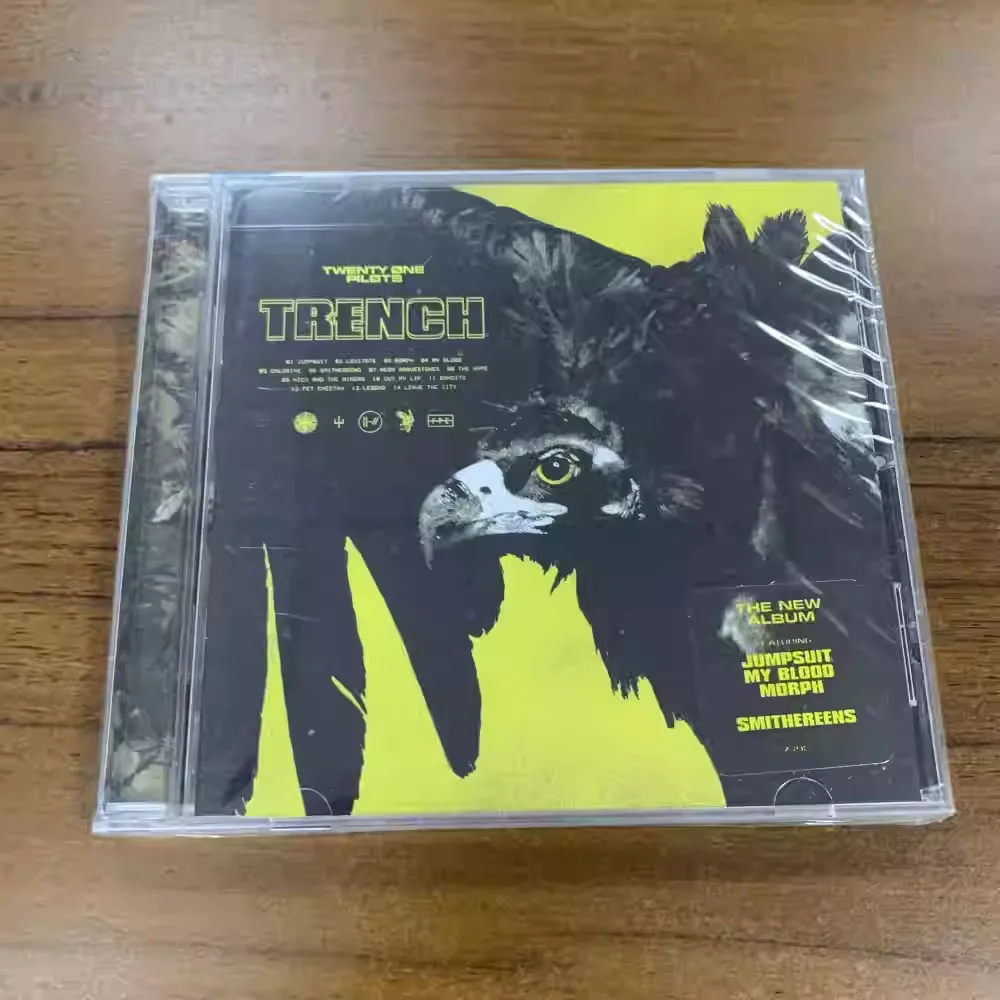 TWENTY ØNE
PILØTS
TRENCH
01 JUMPSUIT 02 LEVITATE 03 MORPH 04 MY BLOOD
05 CHLORINE 06 SMITHEREENS 07 NEON GRAVESTONES 08 THE HYPE
09 NICO AND THE NINERS 10 CUT MY LIP 11 BANDITO
12 PET CHEETAH 13 LEGEND 14 LEAVE THE CITY
THE NEW
ALBUM
FEATURING
JUMPSUIT
MY BLOOD
MORPH
SMITHEREENS